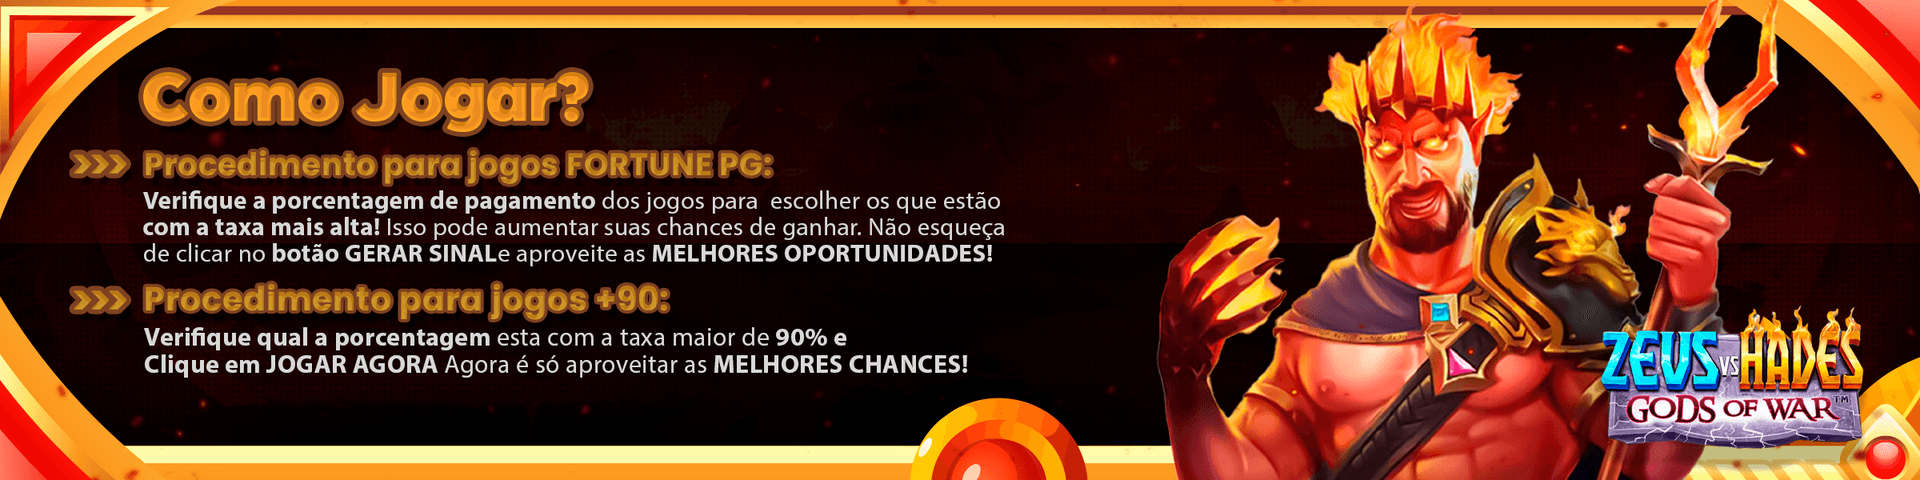 Como Jogar?
>>> Procedimento para jogos FORTUNE PG:
Verifique a porcentagem de pagamento dos jogos para escolher os que estão
com a taxa mais alta! Isso pode aumentar suas chances de ganhar. Não esqueça
de clicar no botão GERAR SINALe aproveite as MELHORES OPORTUNIDADES!
>>> Procedimento para jogos +90:
Verifique qual a porcentagem esta com a taxa maior de 90% e
Clique em JOGAR AGORA Agora é só aproveitar as MELHORES CHANCES!
ZEUS VS HADES
GODS OF WAR™